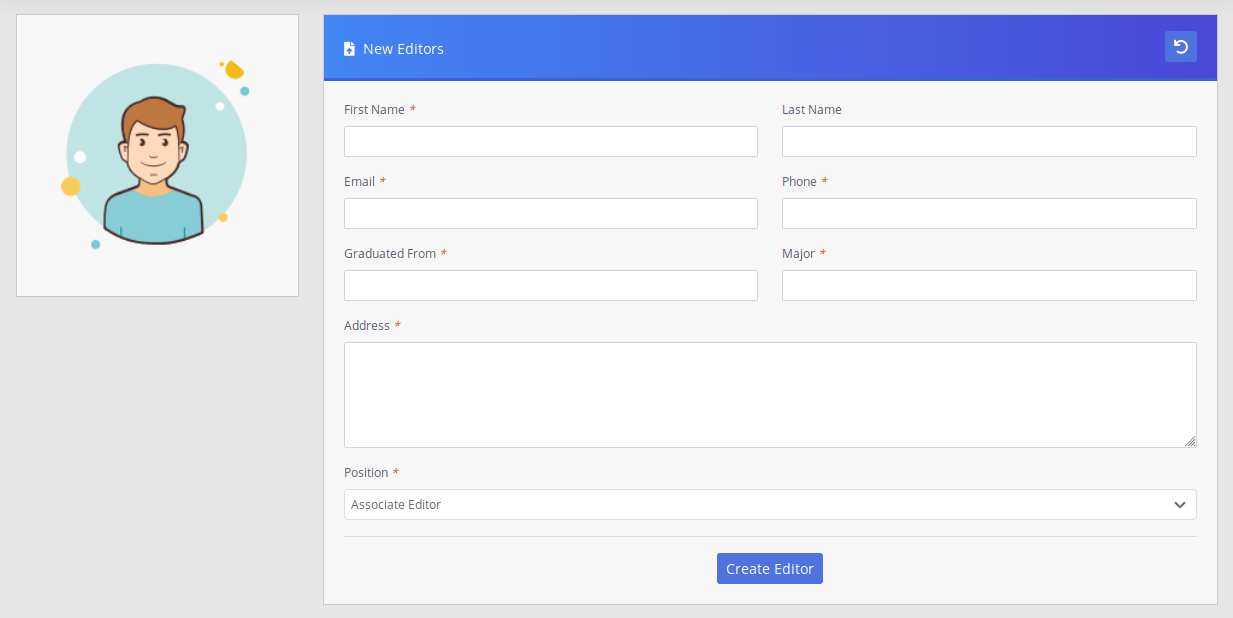 New Editors
First Name *
Last Name
Email *
Phone *
Graduated From *
Major *
Address *
Position *
Associate Editor
Create Editor